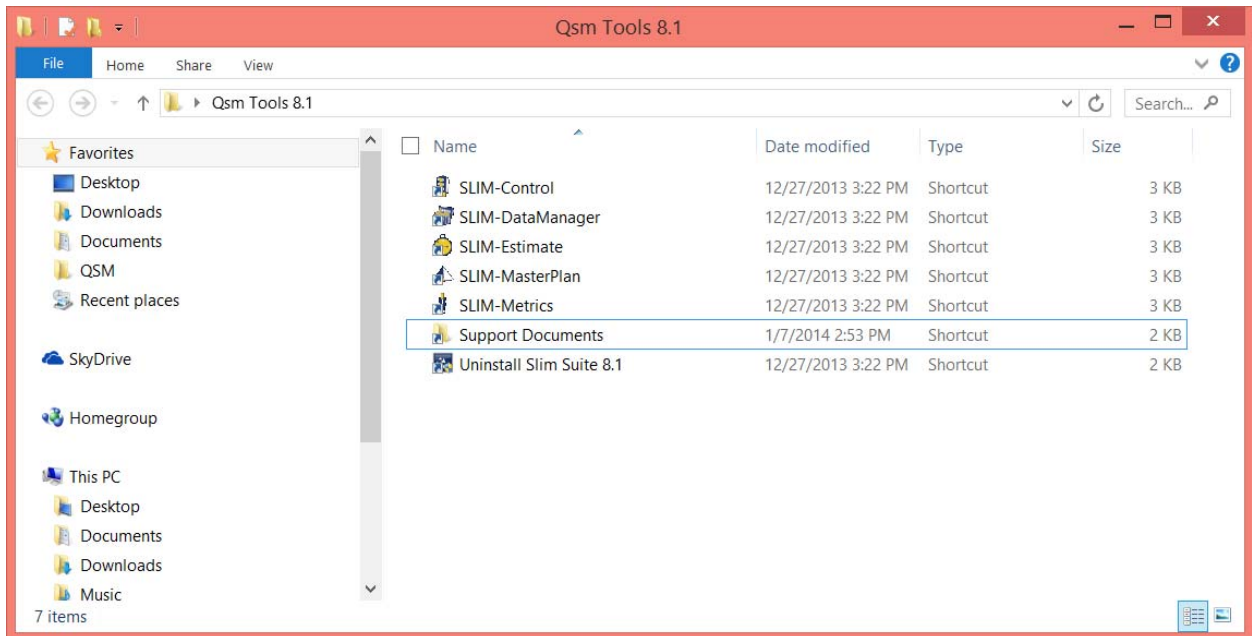 Qsm Tools 8.1
File Home Share View
Qsm Tools 8.1 Search...
Favorites
Desktop
Downloads
Documents
QSM
Recent places
SkyDrive
Homegroup
This PC
Desktop
Documents
Downloads
Music
Name Date modified Type Size
SLIM-Control 12/27/2013 3:22 PM Shortcut 3 KB
SLIM-DataManager 12/27/2013 3:22 PM Shortcut 3 KB
SLIM-Estimate 12/27/2013 3:22 PM Shortcut 3 KB
SLIM-MasterPlan 12/27/2013 3:22 PM Shortcut 3 KB
SLIM-Metrics 12/27/2013 3:22 PM Shortcut 3 KB
Support Documents 1/7/2014 2:53 PM Shortcut 2 KB
Uninstall Slim Suite 8.1 12/27/2013 3:22 PM Shortcut 2 KB
7 items